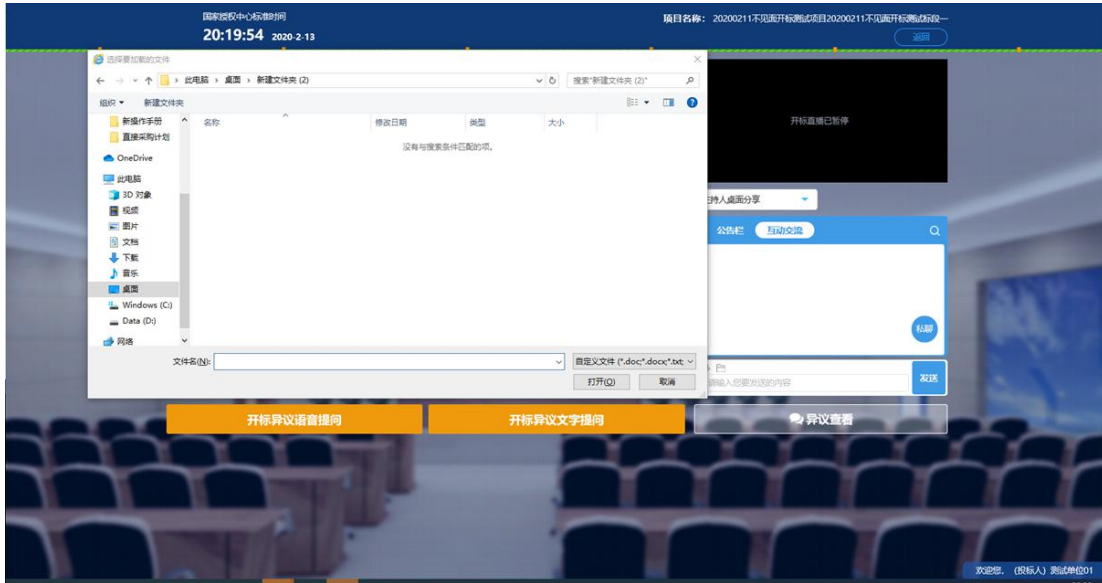 国家授权中心标准时间
20:19:54 2020-2-13
项目名称： 20200211不见面开标测试项目20200211不见面开标测试标段一
返回
选择要加载的文件
此电脑 › 桌面 › 新建文件夹 (2)
搜索"新建文件夹 (2)"
组织 新建文件夹
名称 修改日期 类型 大小
没有与搜索条件匹配的项。
新操作手册
直接采购计划
OneDrive
此电脑
3D 对象
视频
图片
文档
下载
音乐
桌面
Windows (C:)
Data (D:)
网络
文件名(N):
自定义文件 (*.doc;*.docx;*.txt;
打开(O) 取消
开标直播已暂停
持人桌面分享
公告栏 互动交流
私聊
输入您要发送的内容
发送
开标异议语音提问
开标异议文字提问
异议查看
欢迎您, (投标人) 测试单位01